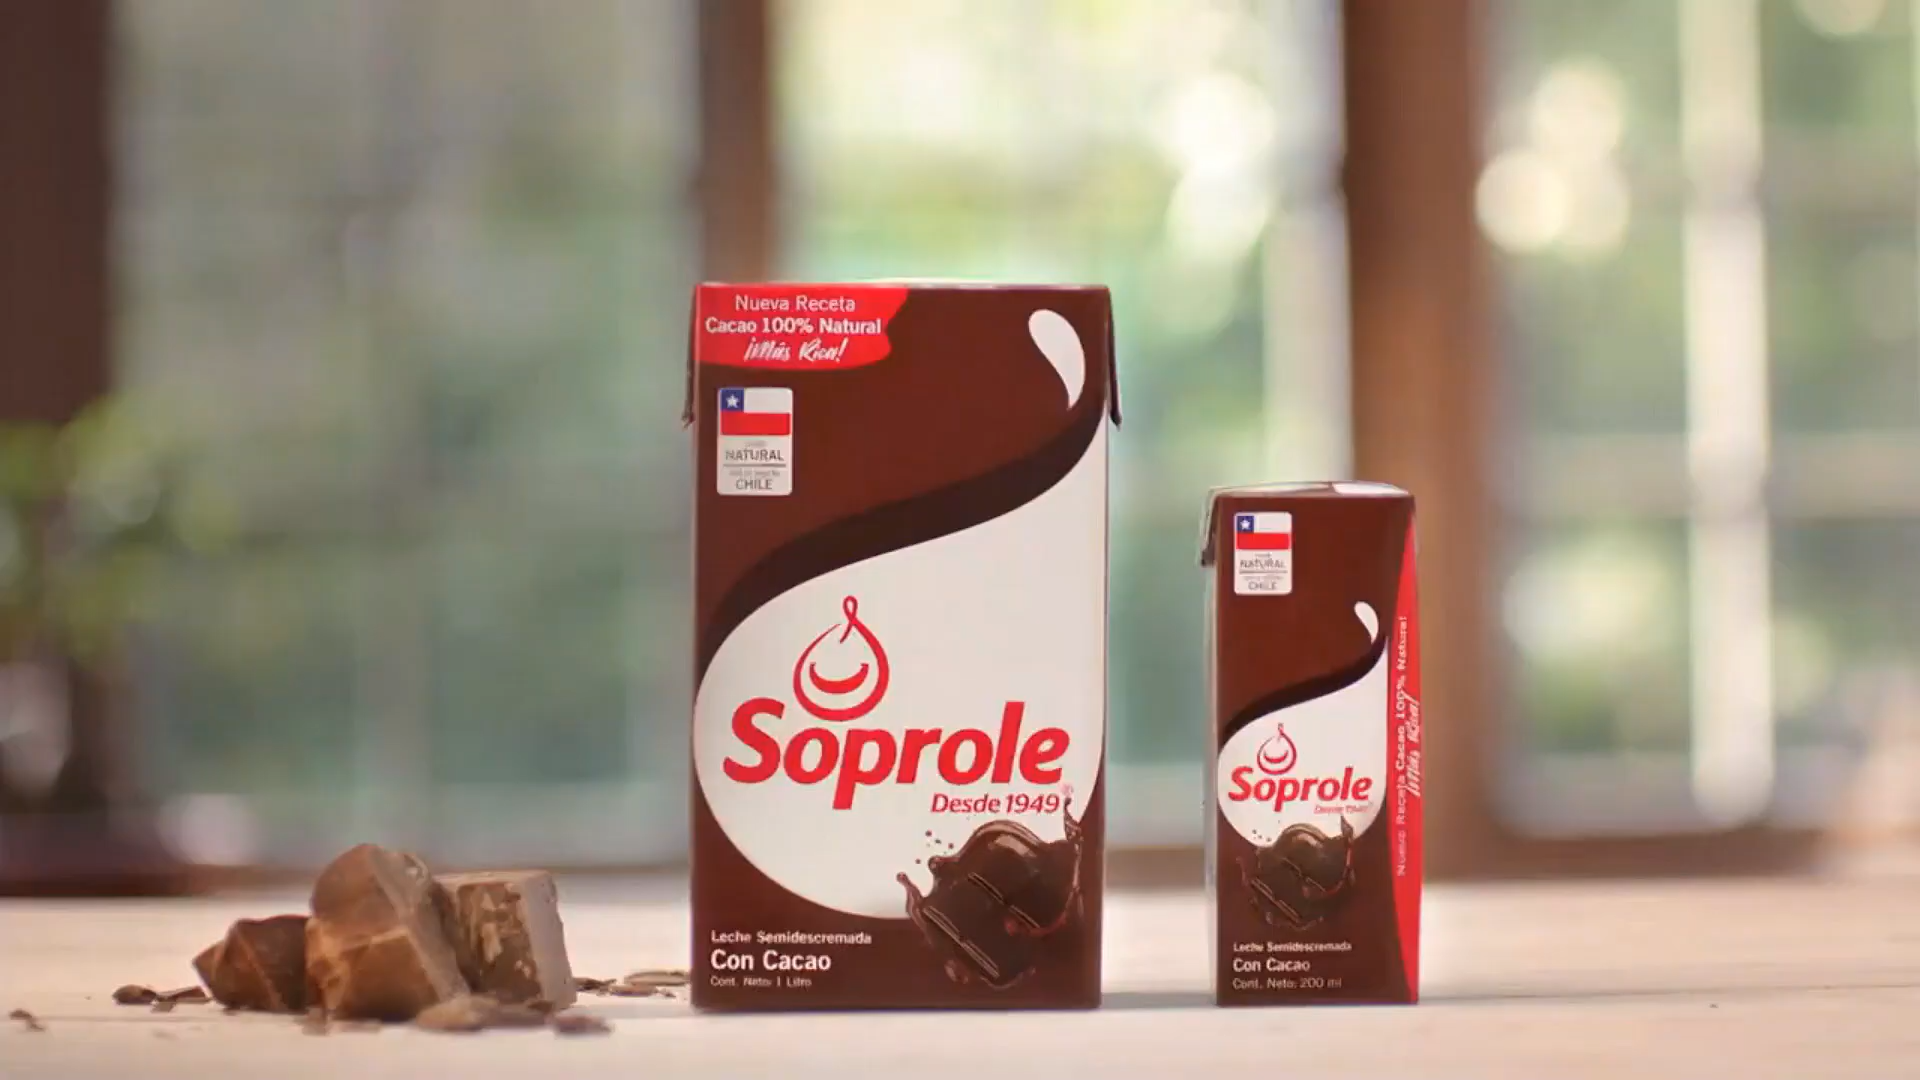 Nueva Receta
Cacao 100% Natural
¡Más Rica!
NATURAL
CHILE
Soprole
Desde 1949
Leche Semidescremada
Con Cacao
Cont. Neto: 1 Litro
NATURAL
CHILE
Soprole
Desde 1949
Leche Semidescremada
Con Cacao
Cont. Neto: 200 ml
Nueva Receta Cacao 100% Natural
¡Más Rica!